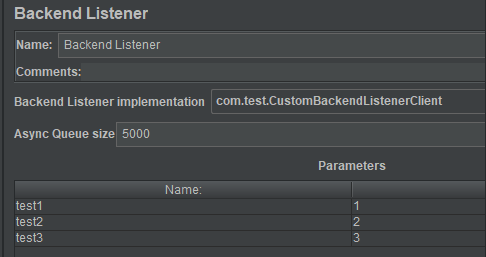 Backend Listener
Name: Backend Listener
Comments:
Backend Listener implementation com.test.CustomBackendListenerClient
Async Queue size 5000
Parameters
Name:
test1 1
test2 2
test3 3